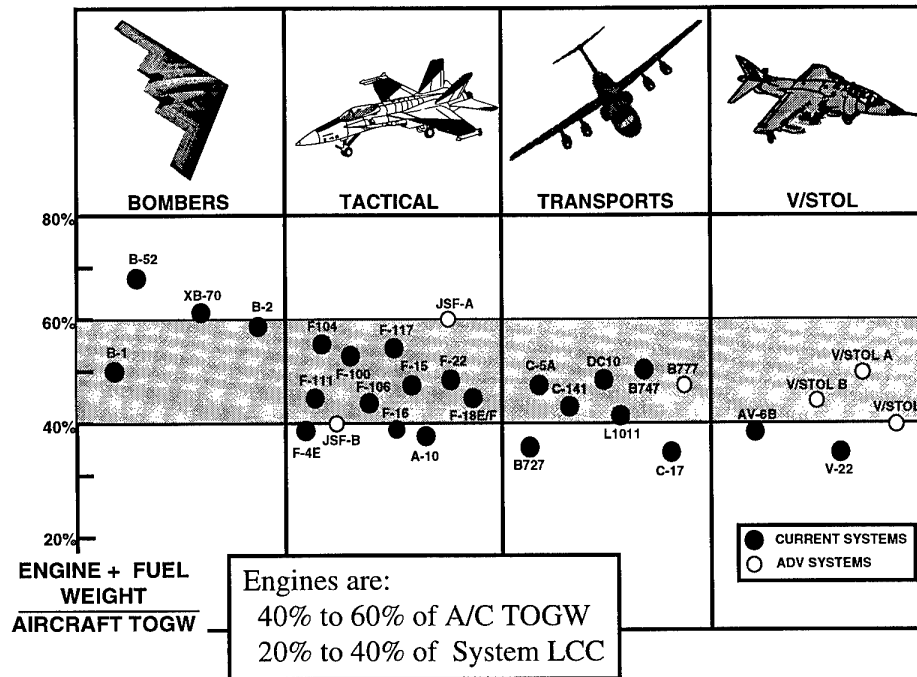 BOMBERS
TACTICAL
TRANSPORTS
V/STOL
80%
B-52
XB-70
B-2
JSF-A
60%
F104
F-117
B-1
F-100
F-15
F-22
C-5A
DC10
B747
B777
V/STOL A
F-111
F-106
C-141
V/STOL B
F-16
F-18E/F
AV-6B
V/STOL
40%
F-4E
JSF-B
A-10
L1011
B727
C-17
V-22
20%
CURRENT SYSTEMS
ADV SYSTEMS
ENGINE + FUEL
WEIGHT
AIRCRAFT TOGW
Engines are:
40% to 60% of A/C TOGW
20% to 40% of System LCC